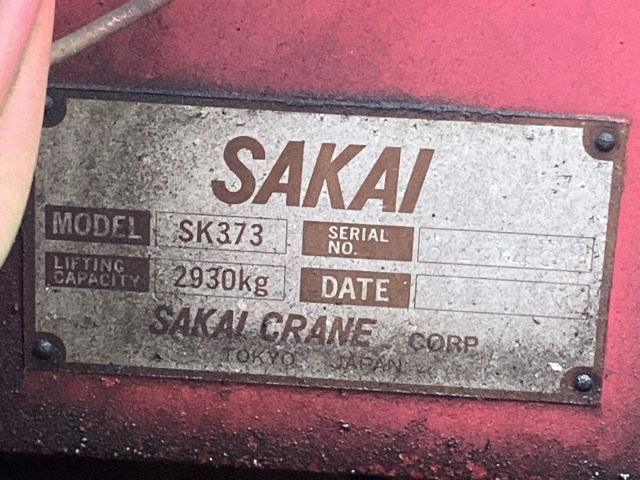 SAKAI
MODEL SK373 SERIAL NO.
LIFTING CAPACITY 2930kg DATE
SAKAI CRANE CORP
TOKYO JAPAN